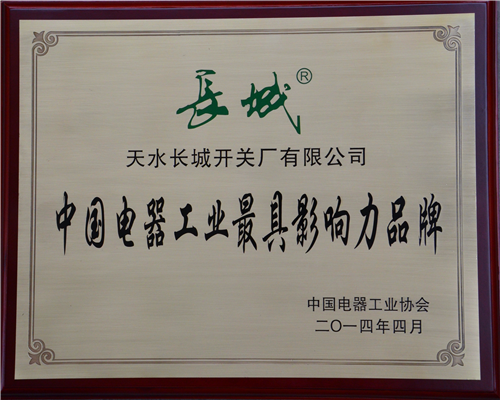 長城®
天水长城开关厂有限公司
中国电器工业最具影响力品牌
中国电器工业协会
二〇一四年四月